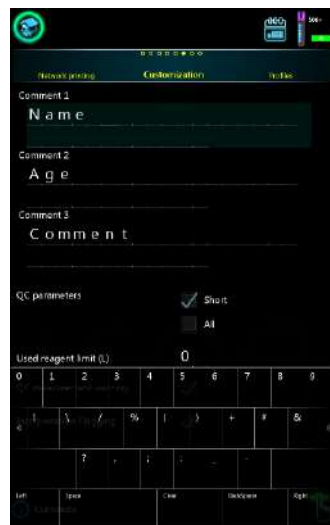 500+
Network printing Customization Profiles
Comment 1
Name
Comment 2
Age
Comment 3
Comment
QC parameters
Short
All
Used reagent limit (L) 0
0 1 2 3 4 5 6 7 8 9
! \ / % ( ) + # &
? , ; : _ -
Left Space Clear BackSpace Right